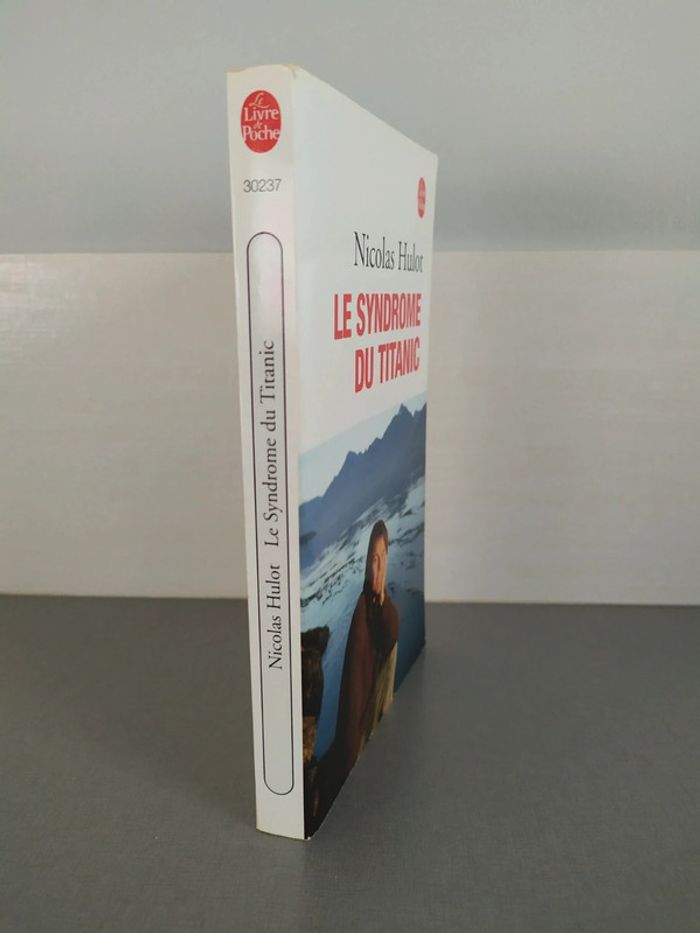 Le
Livre
de
Poche
30237
Nicolas Hulot Le Syndrome du Titanic
Nicolas Hulot
LE SYNDROME
DU TITANIC